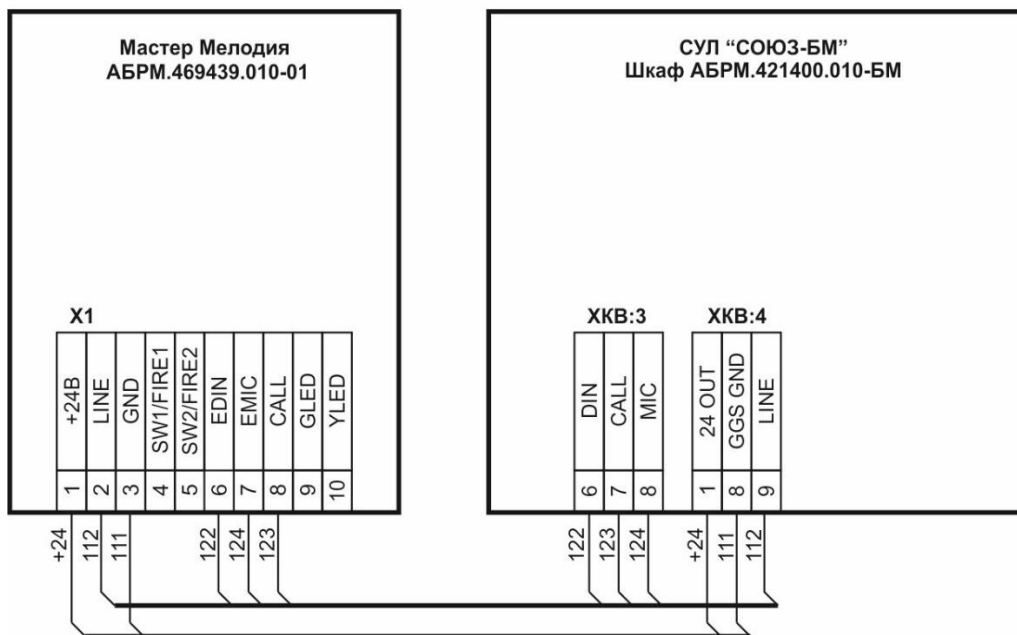 Мастер Мелодия
АБРМ.469439.010-01
СУЛ “СОЮЗ-БМ”
Шкаф АБРМ.421400.010-БМ
X1
+24В
LINE
GND
SW1/FIRE1
SW2/FIRE2
EDIN
EMIC
CALL
GLED
YLED
1
2
3
4
5
6
7
8
9
10
+24
112
111
122
124
123
ХКВ:3
DIN
CALL
MIC
6
7
8
122
123
124
ХКВ:4
24 OUT
GGS GND
LINE
1
8
9
+24
111
112